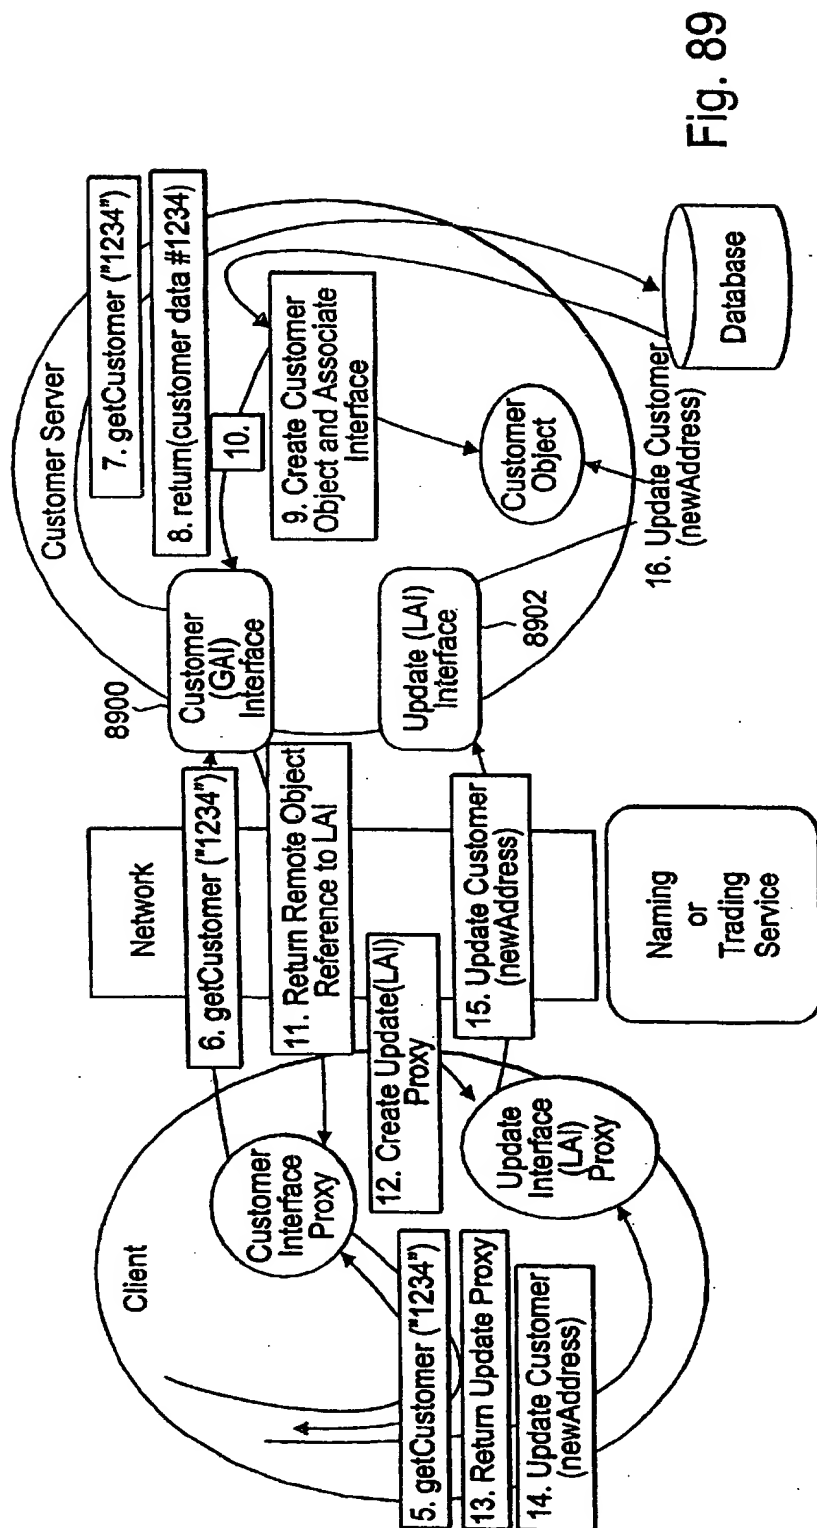 Client
Customer
Interface
Proxy
5. getCustomer ("1234")
13. Return Update Proxy
14. Update Customer
(newAddress)
Update
Interface
(LAI)
Proxy
Network
6. getCustomer ("1234")
11. Return Remote Object
Reference to LAI
12. Create Update(LAI)
Proxy
15. Update Customer
(newAddress)
Naming
or
Trading
Service
Customer Server
8900
Customer
(GAI)
Interface
7. getCustomer ("1234")
8. return(customer data #1234)
10.
9. Create Customer
Object and Associate
Interface
Update (LAI)
Interface
8902
Customer
Object
16. Update Customer
(newAddress)
Database
Fig. 89